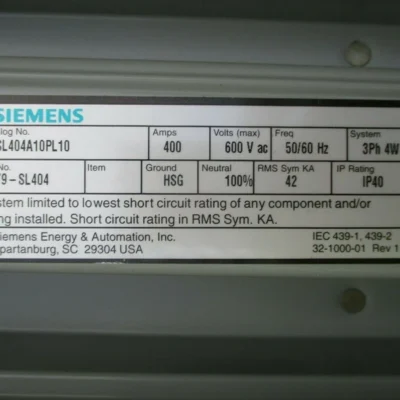 SIEMENS
log No. Amps Volts (max) Freq System
SL404A10PL10 400 600 V ac 50/60 Hz 3Ph 4W
No. Item Ground Neutral RMS Sym KA IP Rating
9-SL404 HSG 100% 42 IP40
stem limited to lowest short circuit rating of any component and/or
ng installed. Short circuit rating in RMS Sym. KA.
iemens Energy & Automation, Inc. IEC 439-1, 439-2
partanburg, SC 29304 USA 32-1000-01 Rev 1